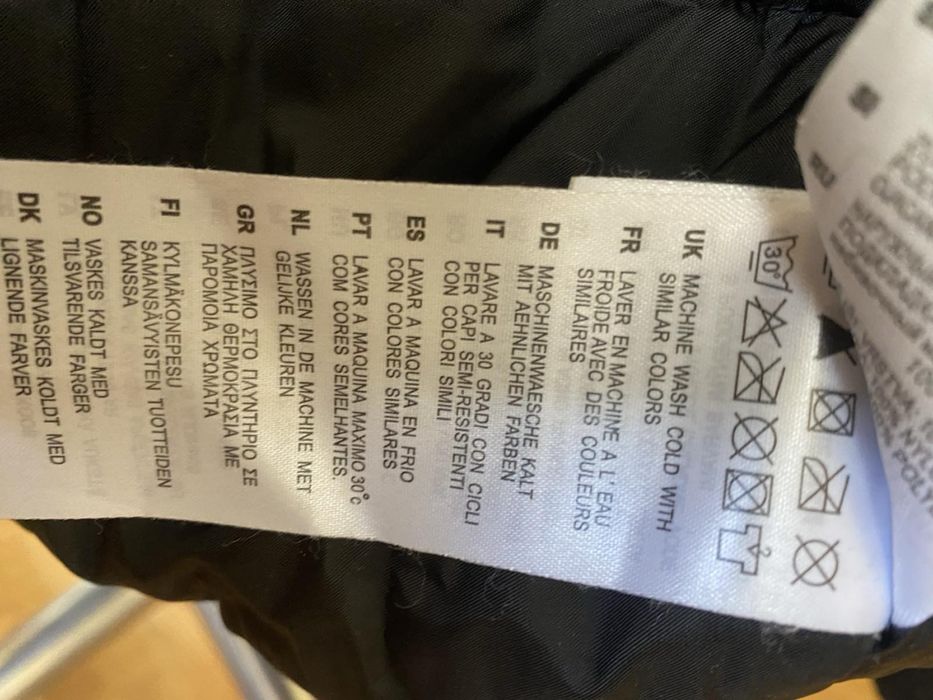 30°
UK MACHINE WASH COLD WITH
SIMILAR COLORS
FR LAVER EN MACHINE A L' EAU
FROIDE AVEC DES COULEURS
SIMILAIRES
DE MASCHINENWAESCHE KALT
MIT AEHNLICHEN FARBEN
IT LAVARE A 30 GRADI CON CICLI
PER CAPI SEMI-RESISTENTI
CON COLORI SIMILI
ES LAVAR A MAQUINA EN FRIO
CON COLORES SIMILARES
PT LAVAR A MAQUINA MAXIMO 30°c
COM CORES SEMELHANTES.
NL WASSEN IN DE MACHINE MET
GELIJKE KLEUREN
GR ΠΛΥΣΙΜΟ ΣΤΟ ΠΛΥΝΤΗΡΙΟ ΣΕ
ΧΑΜΗΛΗ ΘΕΡΜΟΚΡΑΣΙΑ ΜΕ
ΠΑΡΟΜΟΙΑ ΧΡΩΜΑΤΑ
FI KYLMÄKONEPESU
SAMANSÄVYISTEN TUOTTEIDEN
KANSSA
NO VASKES KALDT MED
TILSVARENDE FARGER
DK MASKINVASKES KOLDT MED
LIGNENDE FARVER